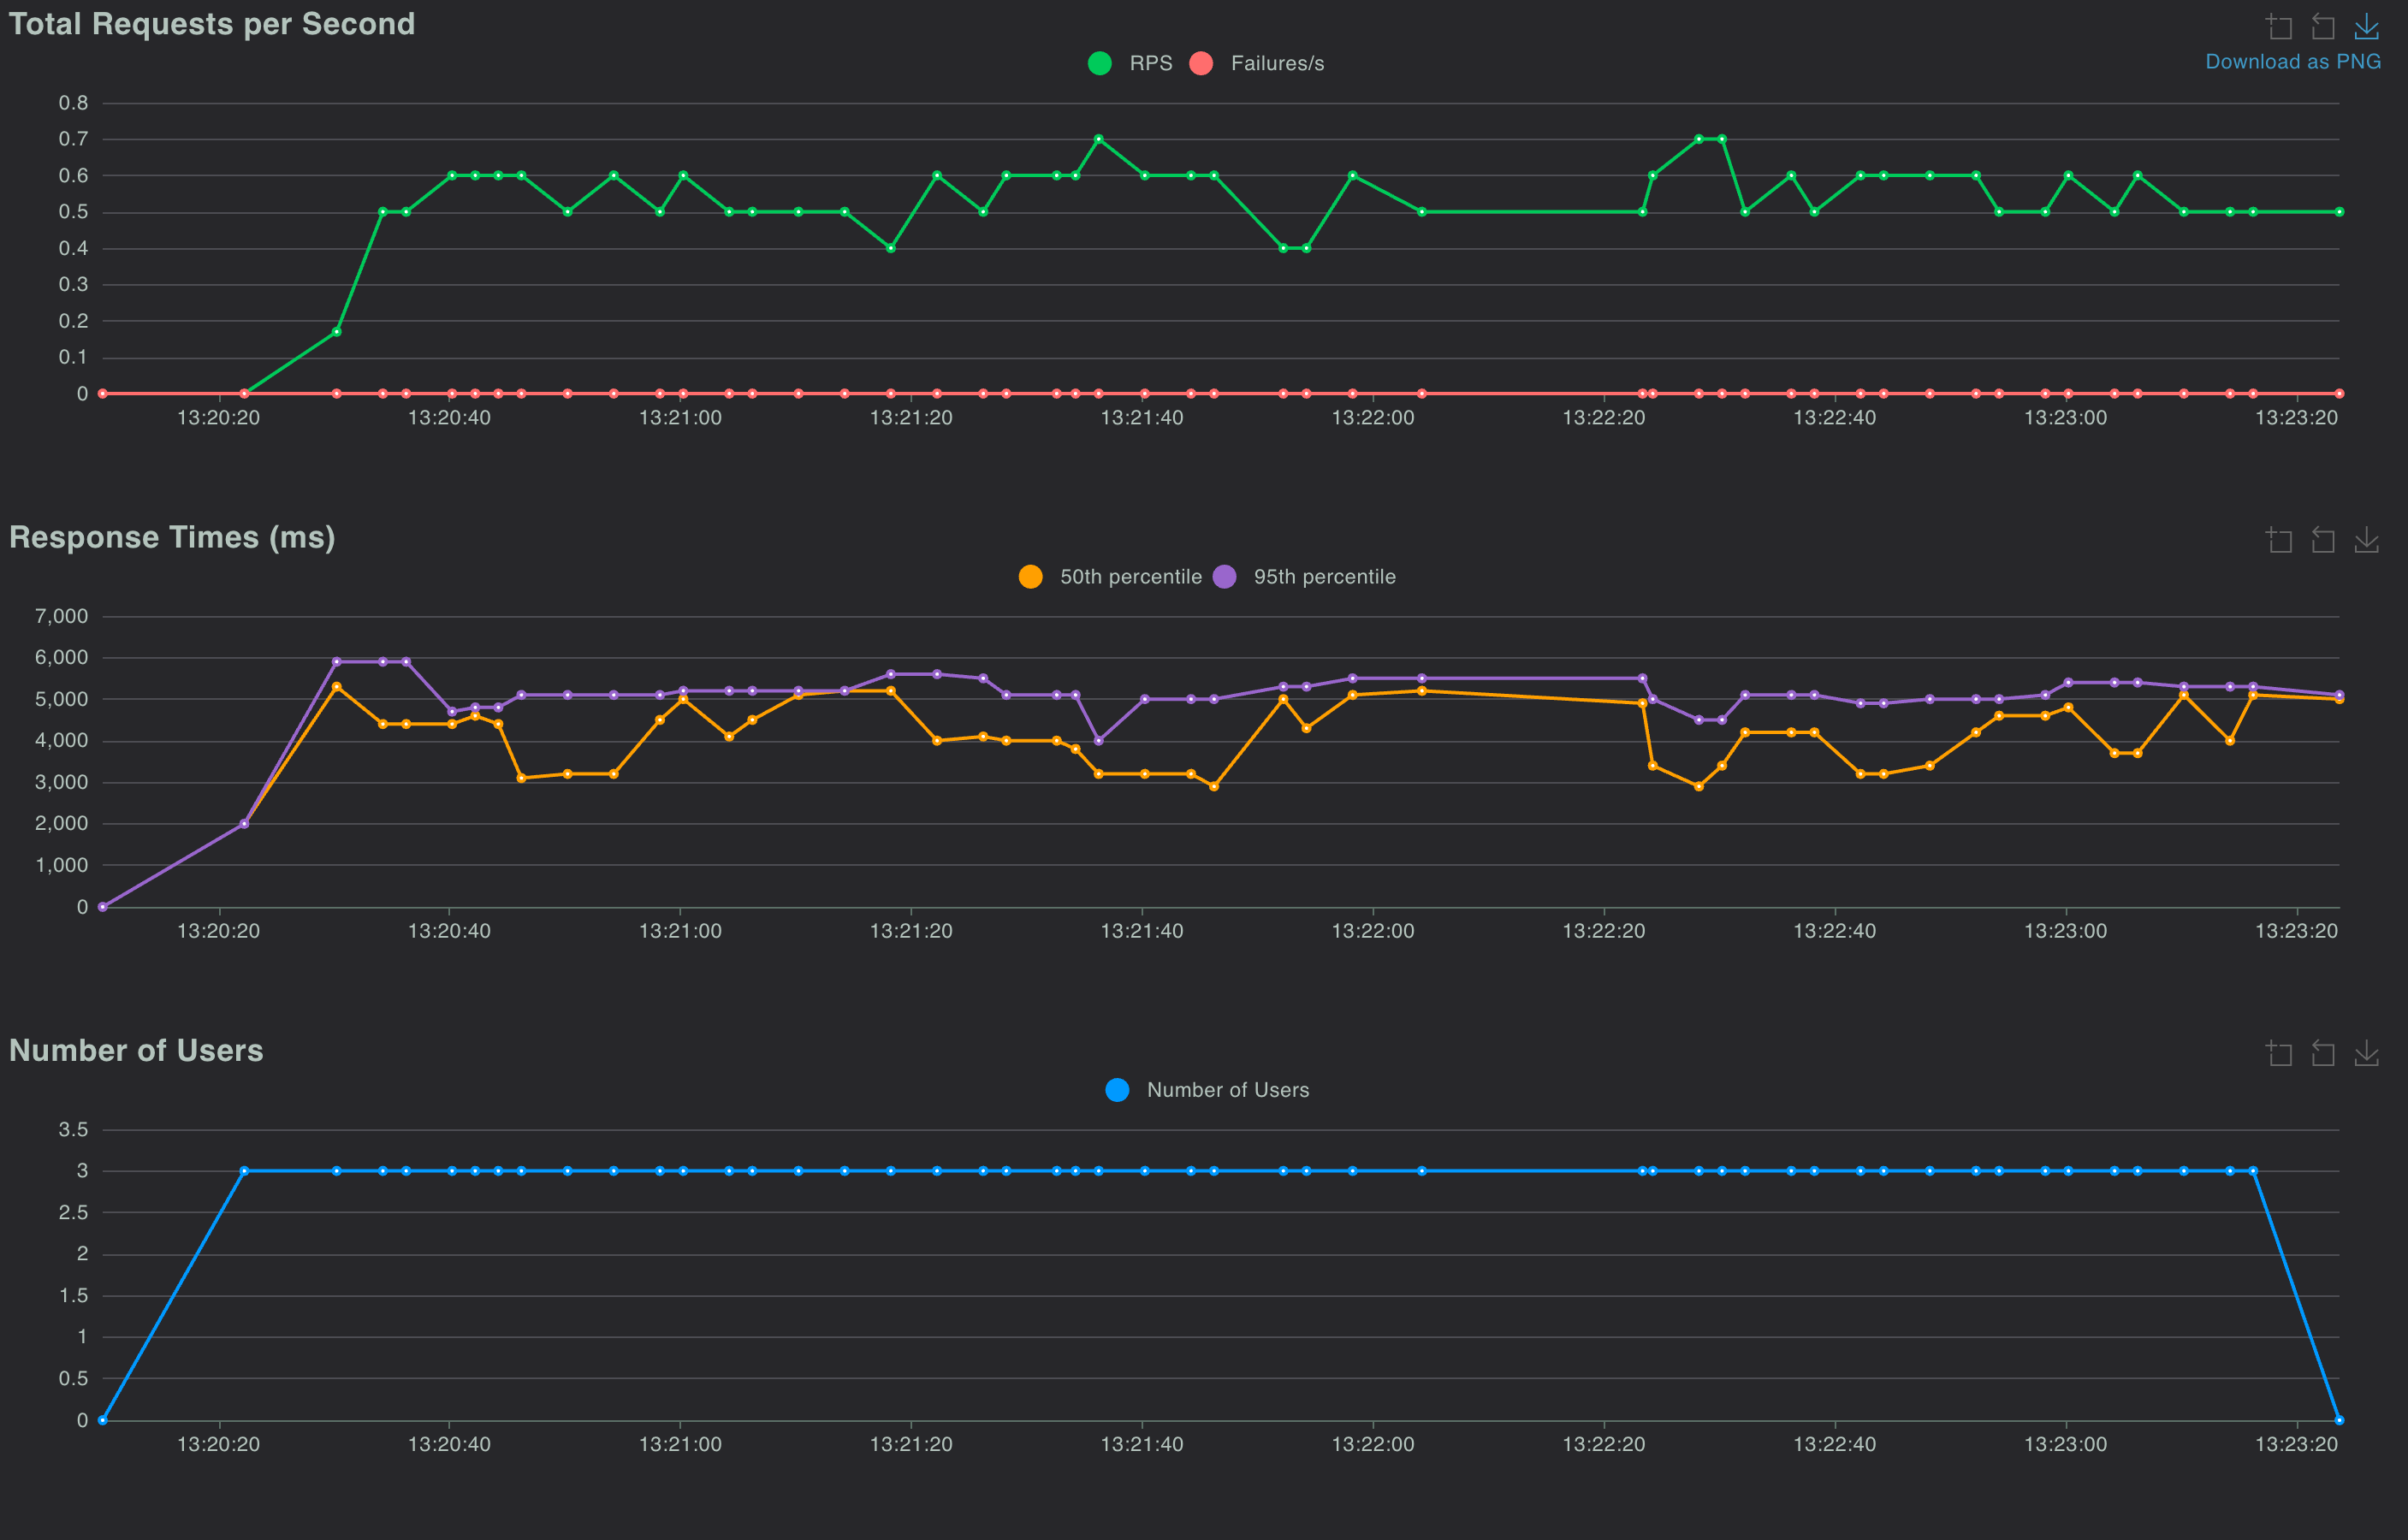 Total Requests per Second
Download as PNG
RPS Failures/s
0.8
0.7
0.6
0.5
0.4
0.3
0.2
0.1
0
13:20:20 13:20:40 13:21:00 13:21:20 13:21:40 13:22:00 13:22:20 13:22:40 13:23:00 13:23:20
Response Times (ms)
50th percentile 95th percentile
7,000
6,000
5,000
4,000
3,000
2,000
1,000
0
13:20:20 13:20:40 13:21:00 13:21:20 13:21:40 13:22:00 13:22:20 13:22:40 13:23:00 13:23:20
Number of Users
Number of Users
3.5
3
2.5
2
1.5
1
0.5
0
13:20:20 13:20:40 13:21:00 13:21:20 13:21:40 13:22:00 13:22:20 13:22:40 13:23:00 13:23:20